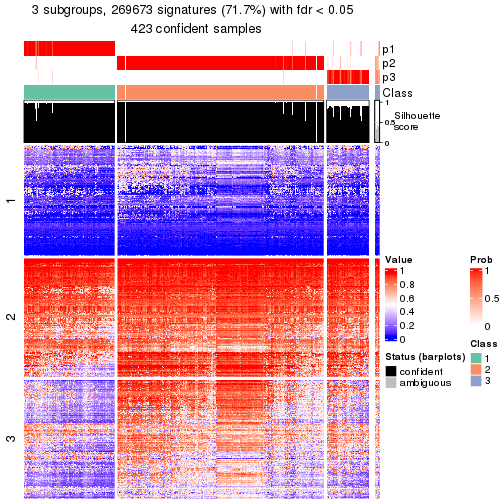 3 subgroups, 269673 signatures (71.7%) with fdr < 0.05
423 confident samples
p1
p2
p3
Class
1
0.5
0
Silhouette
score
1
2
3
Value
1
0.8
0.6
0.4
0.2
0
Prob
1
0.5
0
Status (barplots)
confident
ambiguous
Class
1
2
3